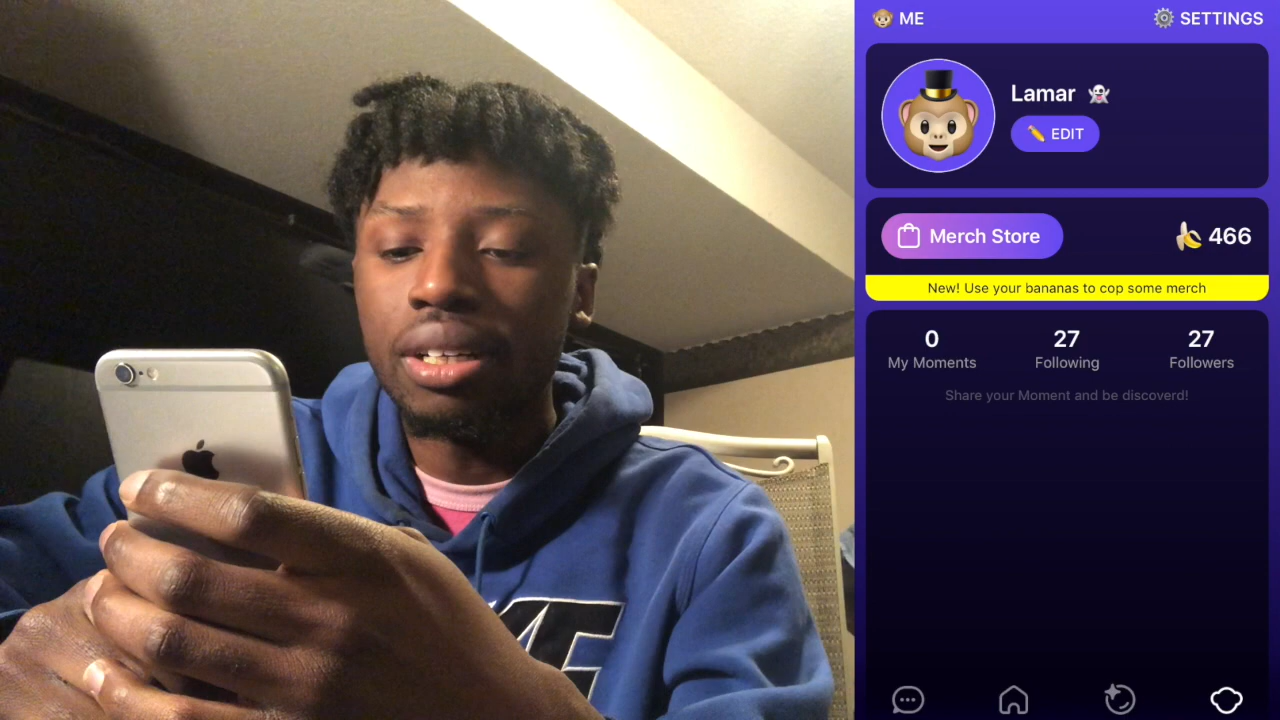 ME
SETTINGS
Lamar
EDIT
Merch Store
466
New! Use your bananas to cop some merch
0
27
27
My Moments
Following
Followers
Share your Moment and be discoverd!